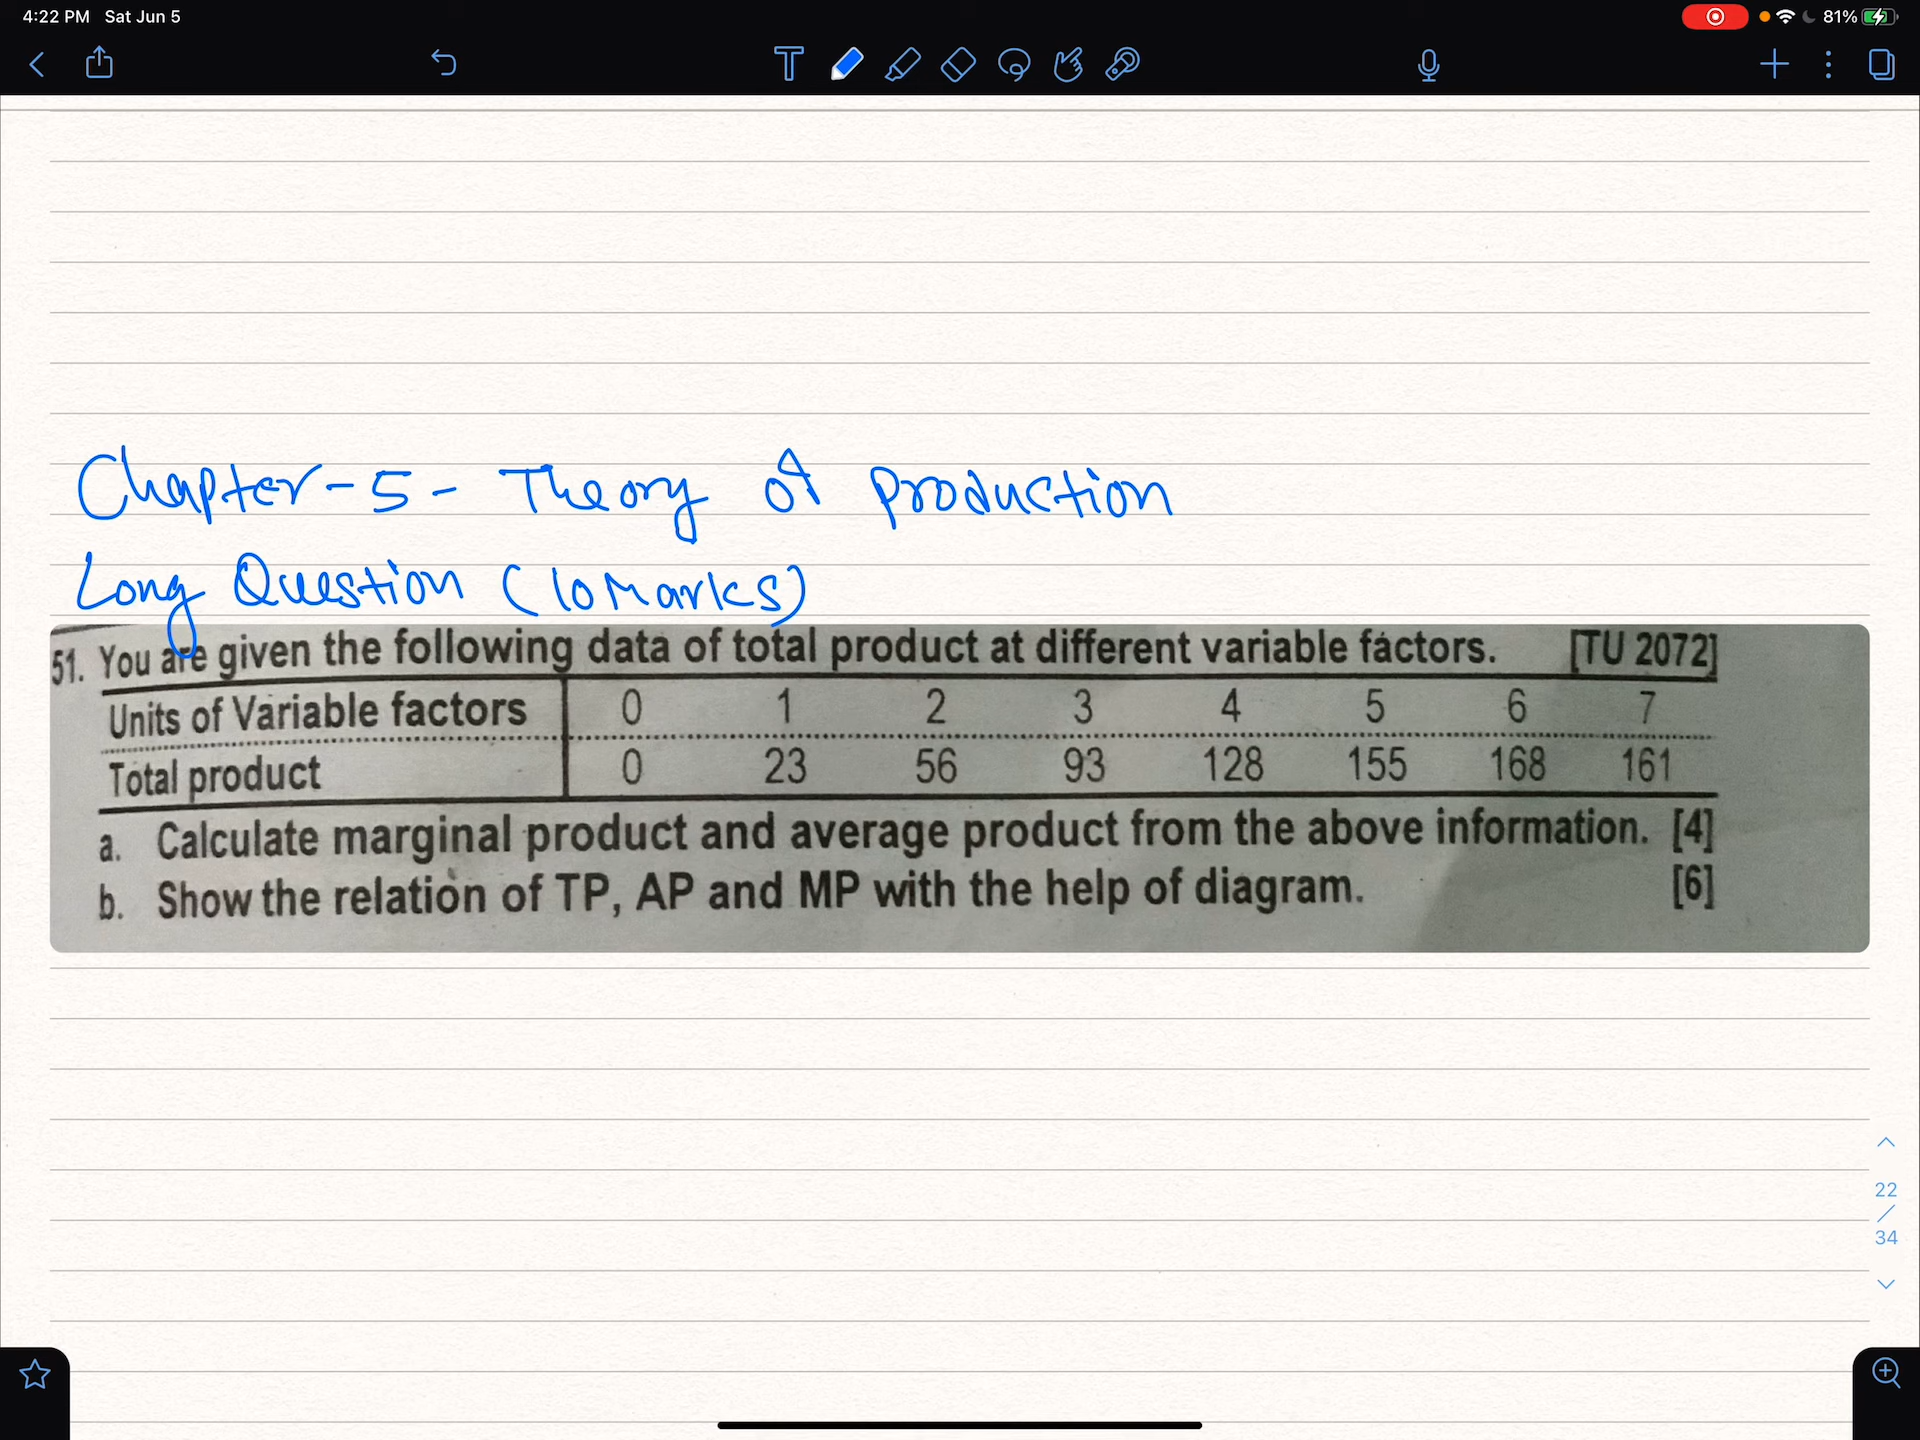 4:22 PM Sat Jun 5
81%
T
Chapter-5- Theory of production
Long Question (10 Marks)
51. You are given the following data of total product at different variable factors. [TU 2072]
Units of Variable factors 0 1 2 3 4 5 6 7
Total product 0 23 56 93 128 155 168 161
a. Calculate marginal product and average product from the above information. [4]
b. Show the relation of TP, AP and MP with the help of diagram. [6]
22
/
34